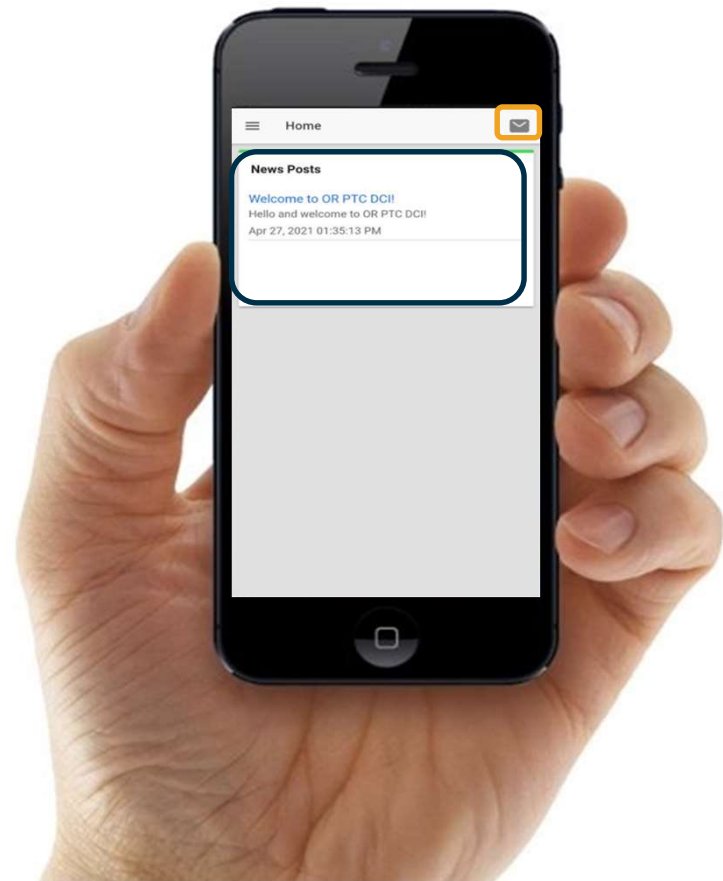 Home
News Posts
Welcome to OR PTC DCI!
Hello and welcome to OR PTC DCI!
Apr 27, 2021 01:35:13 PM